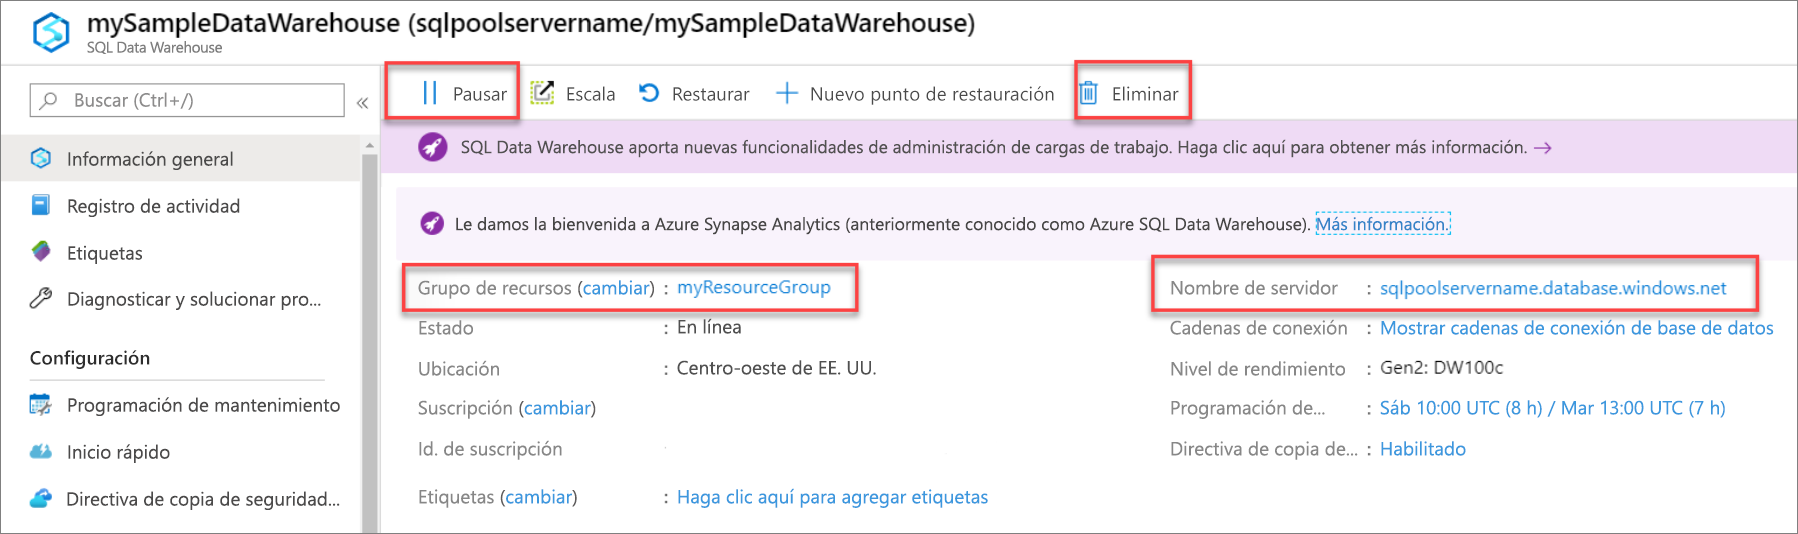 mySampleDataWarehouse (sqlpoolservername/mySampleDataWarehouse)
SQL Data Warehouse
Buscar (Ctrl+/)
«
Pausar
Escala
Restaurar
Nuevo punto de restauración
Eliminar
Información general
Registro de actividad
Etiquetas
Diagnosticar y solucionar pro...
Configuración
Programación de mantenimiento
Inicio rápido
Directiva de copia de seguridad...
SQL Data Warehouse aporta nuevas funcionalidades de administración de cargas de trabajo. Haga clic aquí para obtener más información. →
Le damos la bienvenida a Azure Synapse Analytics (anteriormente conocido como Azure SQL Data Warehouse). Más información.
Grupo de recursos (cambiar) : myResourceGroup
Estado : En línea
Ubicación : Centro-oeste de EE. UU.
Suscripción (cambiar)
Id. de suscripción
Etiquetas (cambiar) : Haga clic aquí para agregar etiquetas
Nombre de servidor : sqlpoolservername.database.windows.net
Cadenas de conexión : Mostrar cadenas de conexión de base de datos
Nivel de rendimiento : Gen2: DW100c
Programación de... : Sáb 10:00 UTC (8 h) / Mar 13:00 UTC (7 h)
Directiva de copia de... : Habilitado